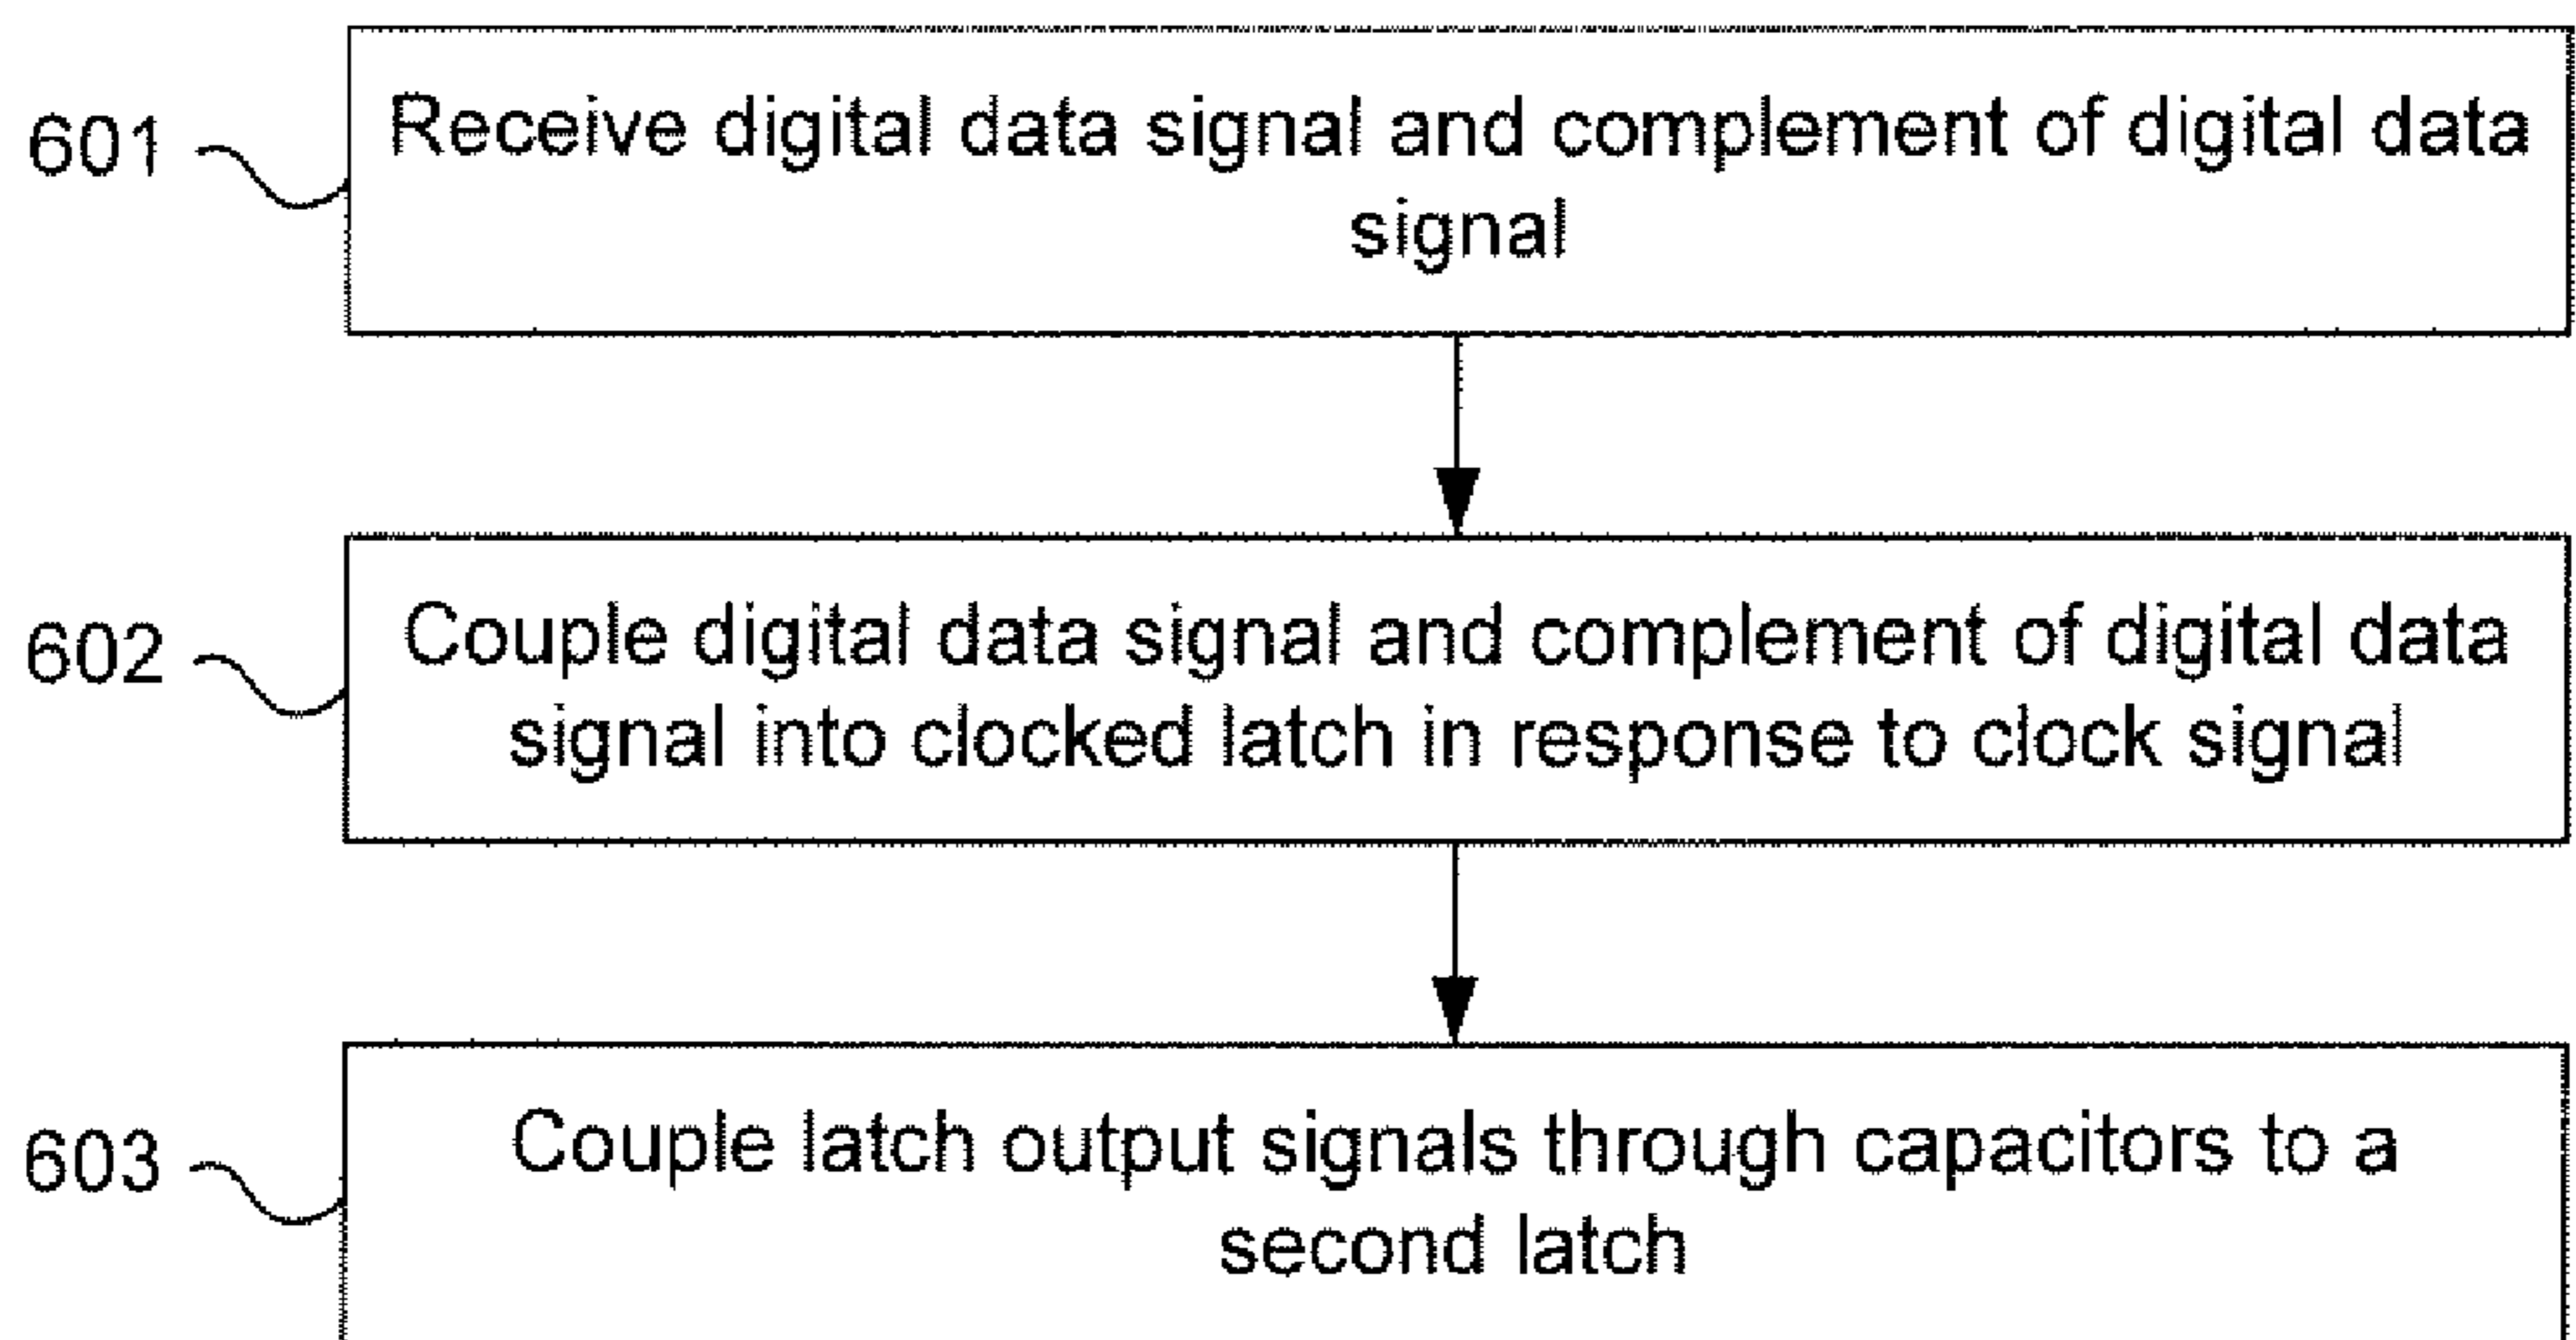 601
Receive digital data signal and complement of digital data
signal
602
Couple digital data signal and complement of digital data
signal into clocked latch in response to clock signal
603
Couple latch output signals through capacitors to a
second latch